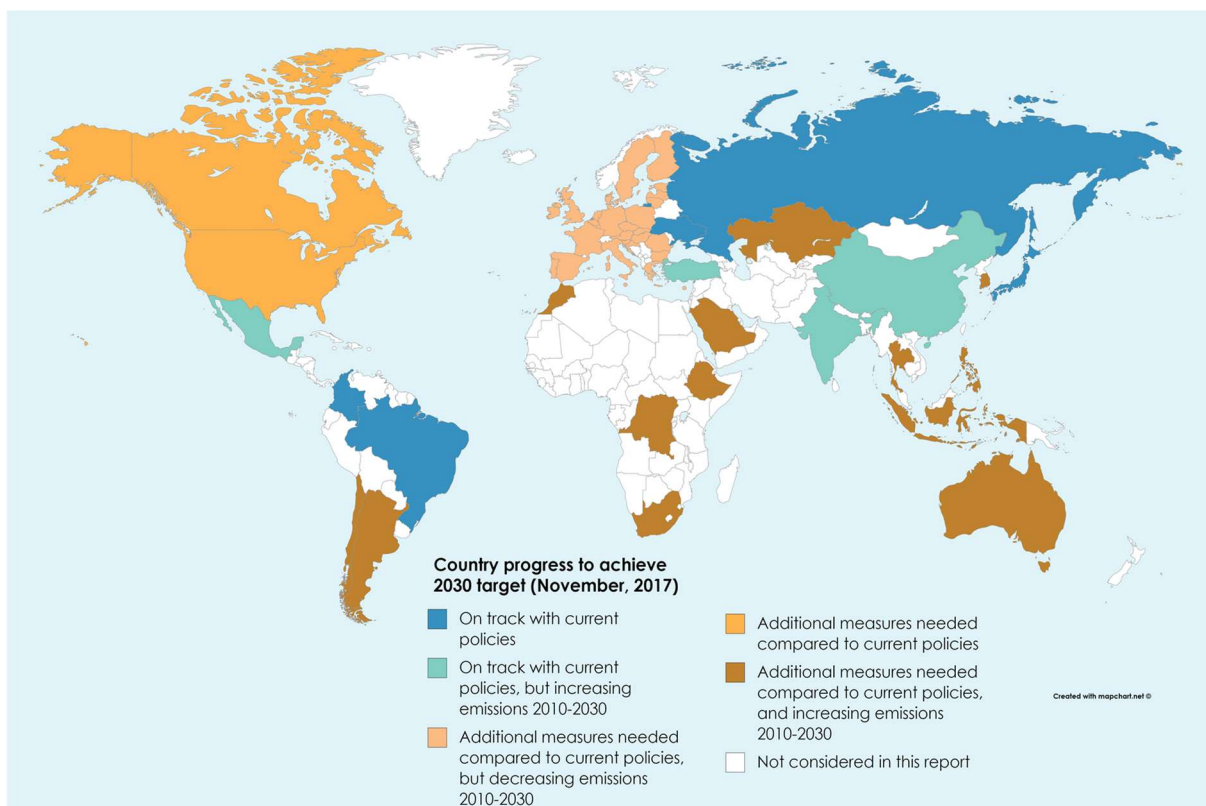 Country progress to achieve
2030 target (November, 2017)
On track with current
policies
On track with current
policies, but increasing
emissions 2010-2030
Additional measures needed
compared to current policies,
but decreasing emissions
2010-2030
Additional measures needed
compared to current policies
Additional measures needed
compared to current policies,
and increasing emissions
2010-2030
Not considered in this report
Created with mapchart.net ©